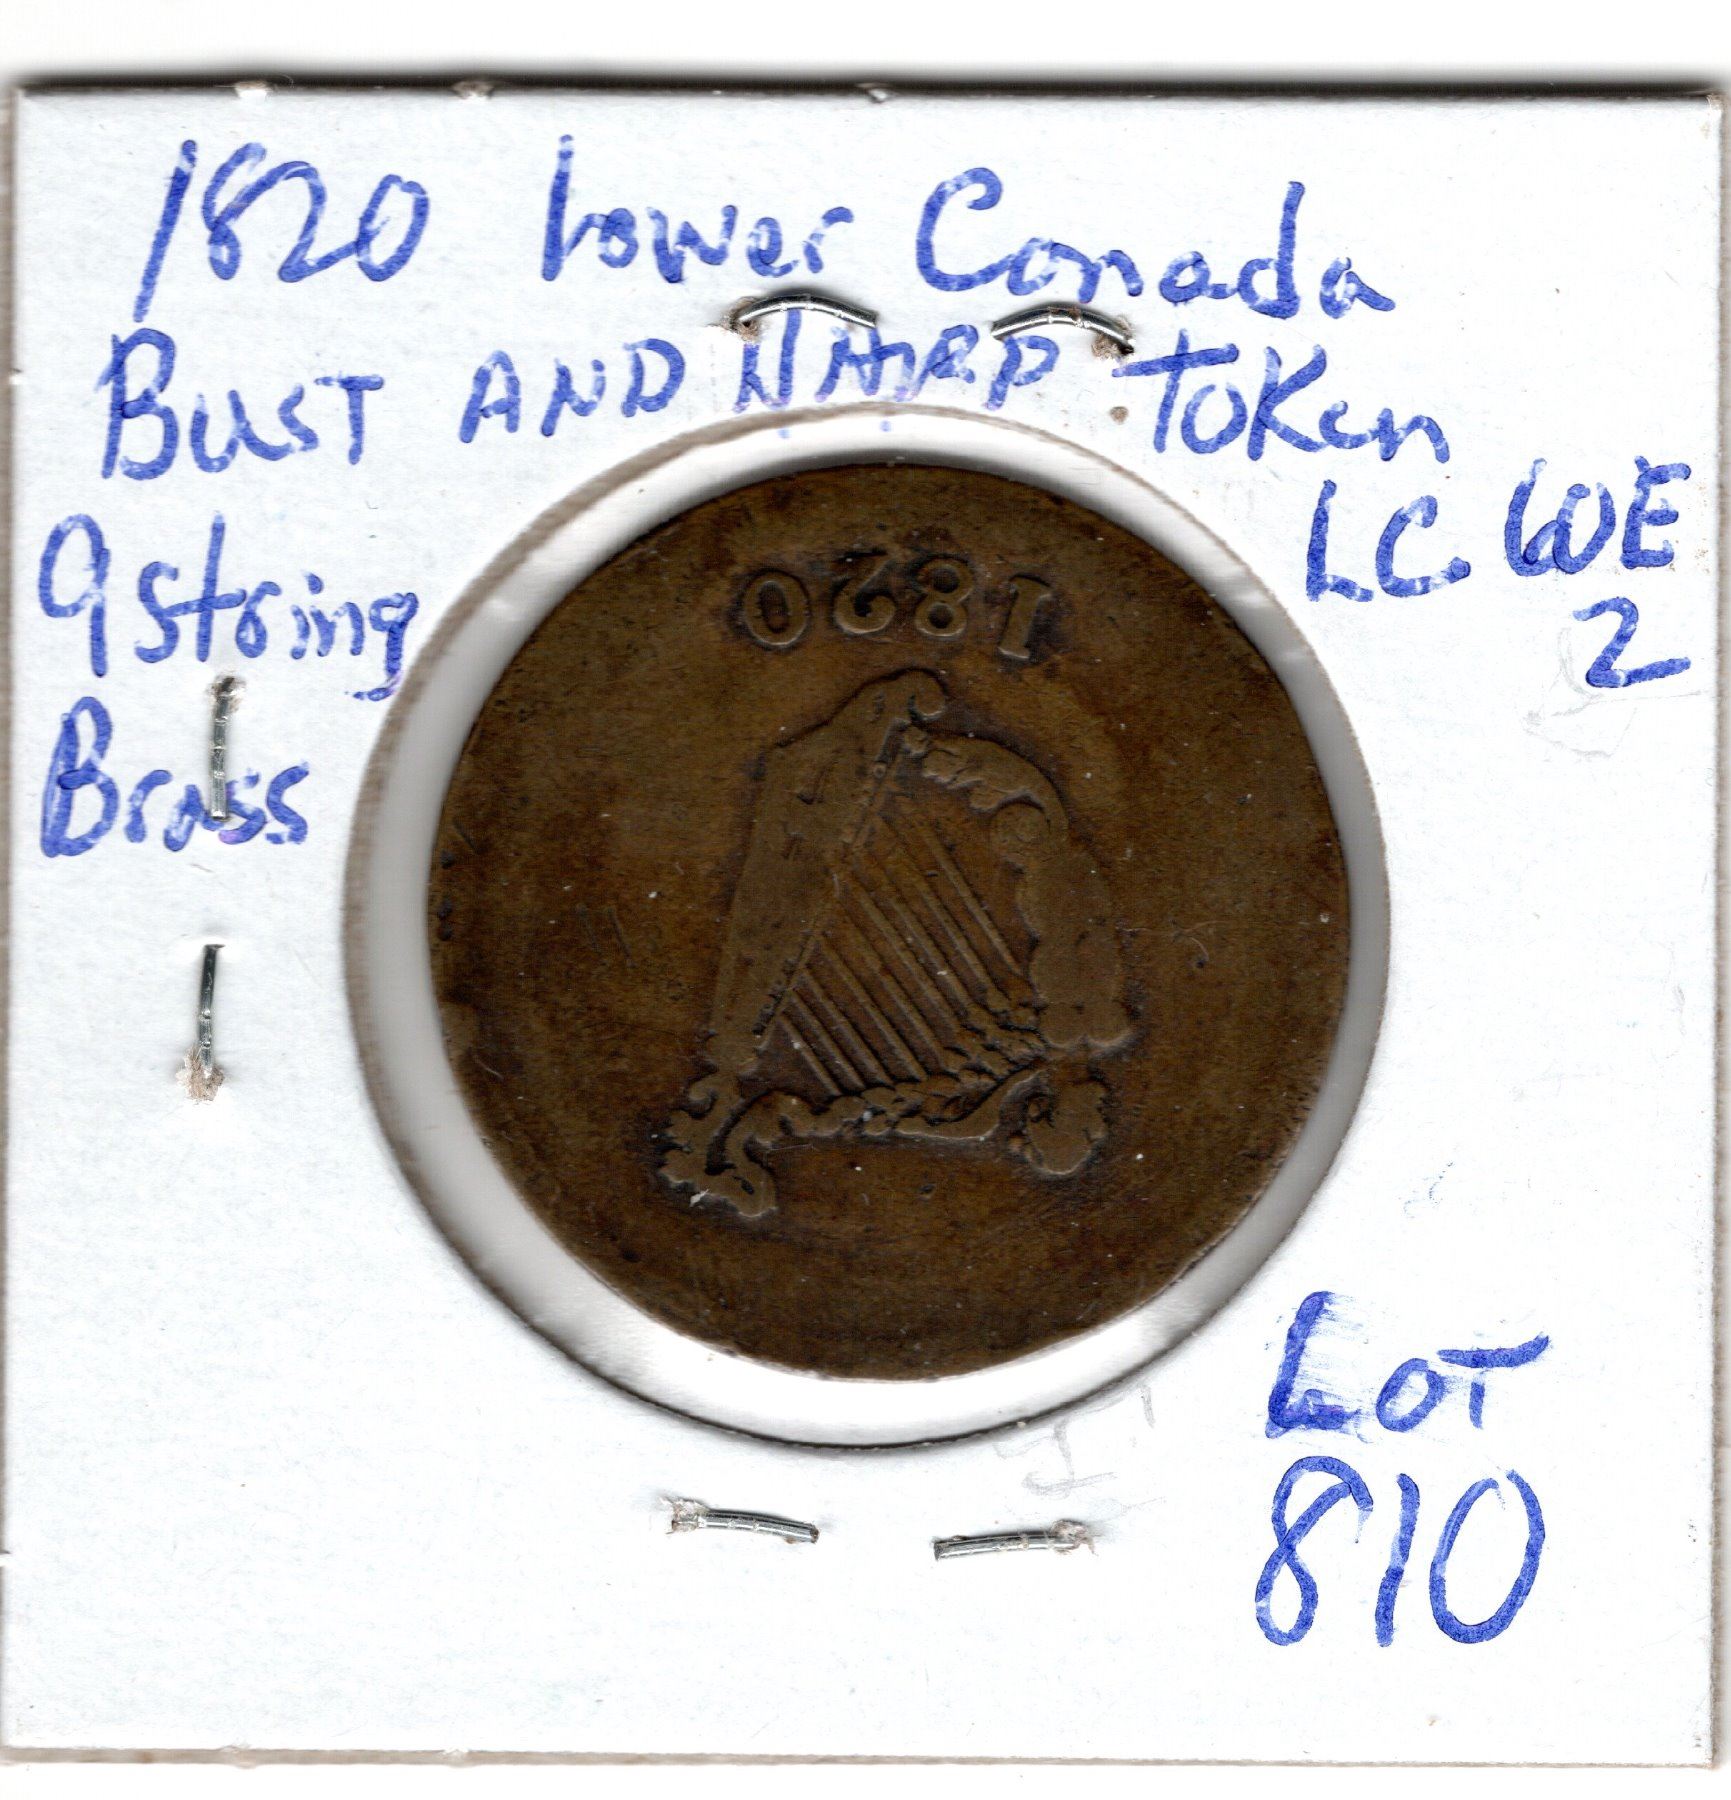 1820 Lower Canada
Bust AND HARP Token
LC WE
2
9 string
Brass
1820
Lot
810